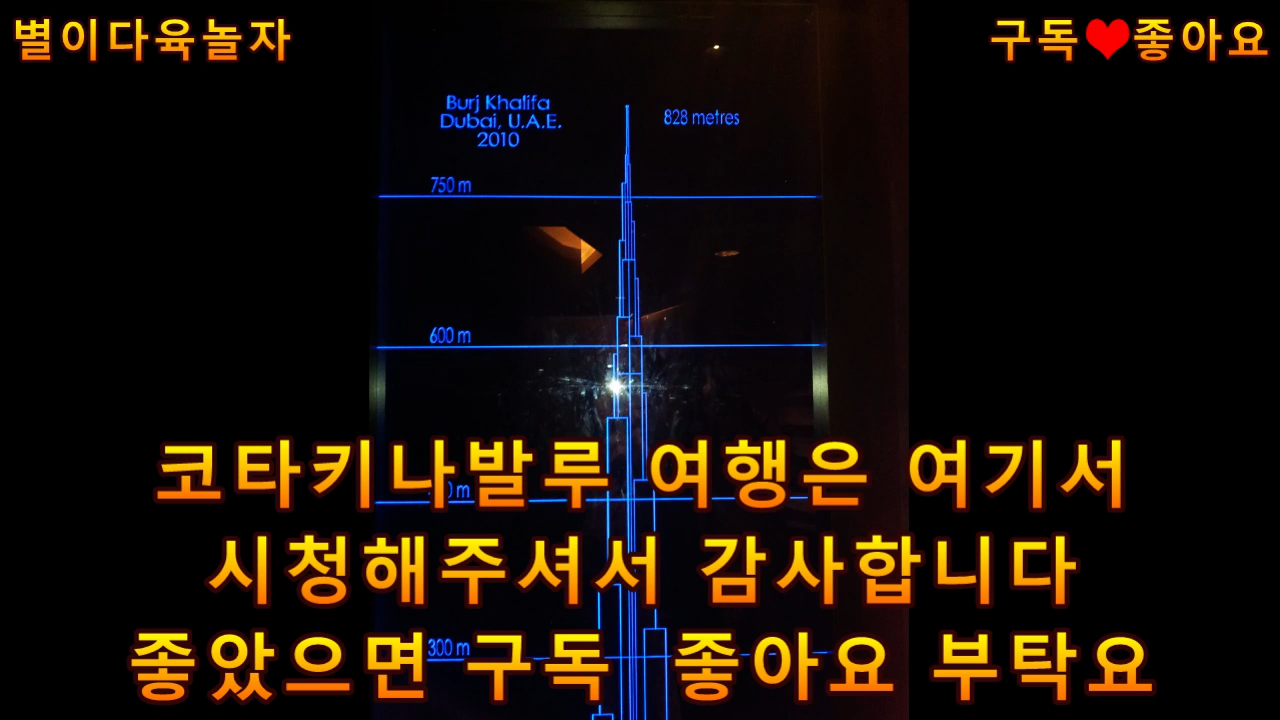 별이다육놀자
구독❤좋아요
Burj Khalifa
Dubai, U.A.E.
2010
828 metres
750 m
600 m
코타키나발루 여행은 여기서
시청해주셔서 감사합니다
300 m
좋았으면 구독 좋아요 부탁요